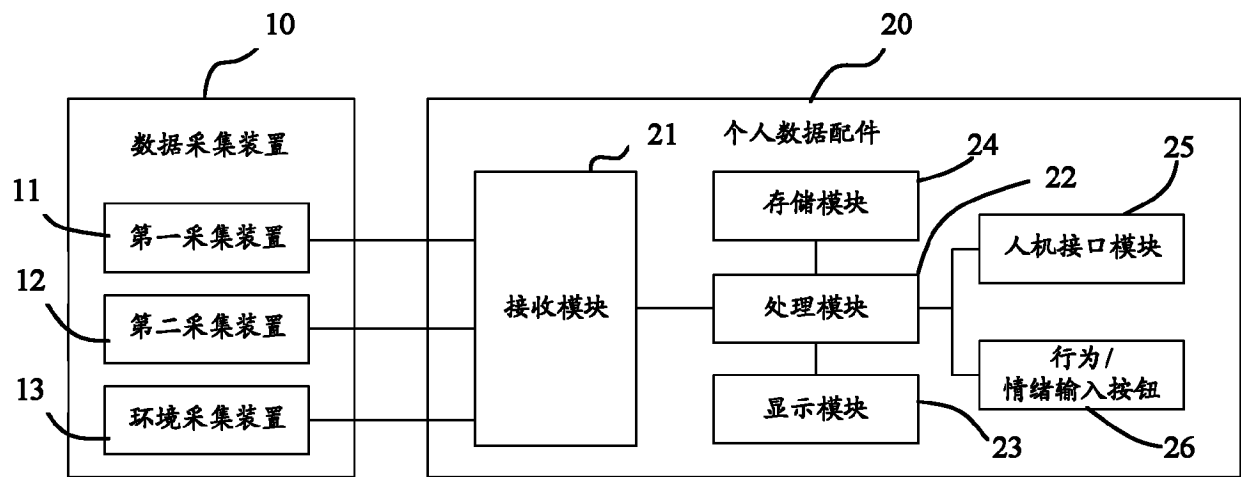 10
20
数据采集装置
个人数据配件
21
24
25
11
第一采集装置
存储模块
22
人机接口模块
12
第二采集装置
接收模块
处理模块
13
环境采集装置
显示模块
行为/
情绪输入按钮
23
26